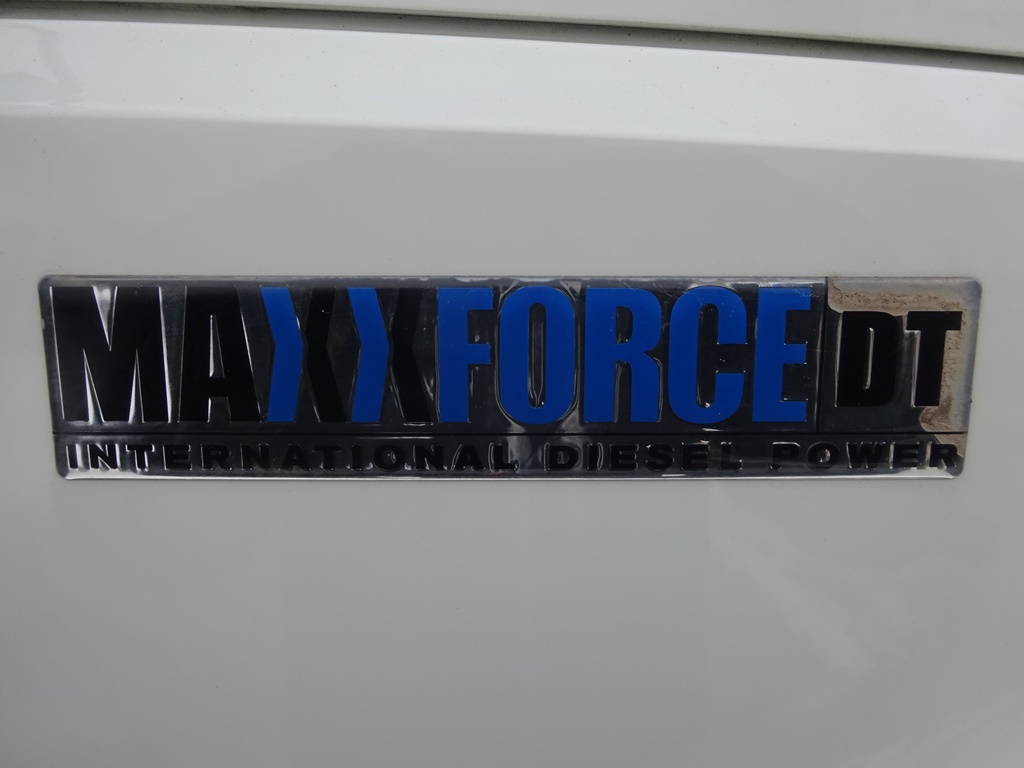 MAXXFORCE DT
INTERNATIONAL DIESEL POWER